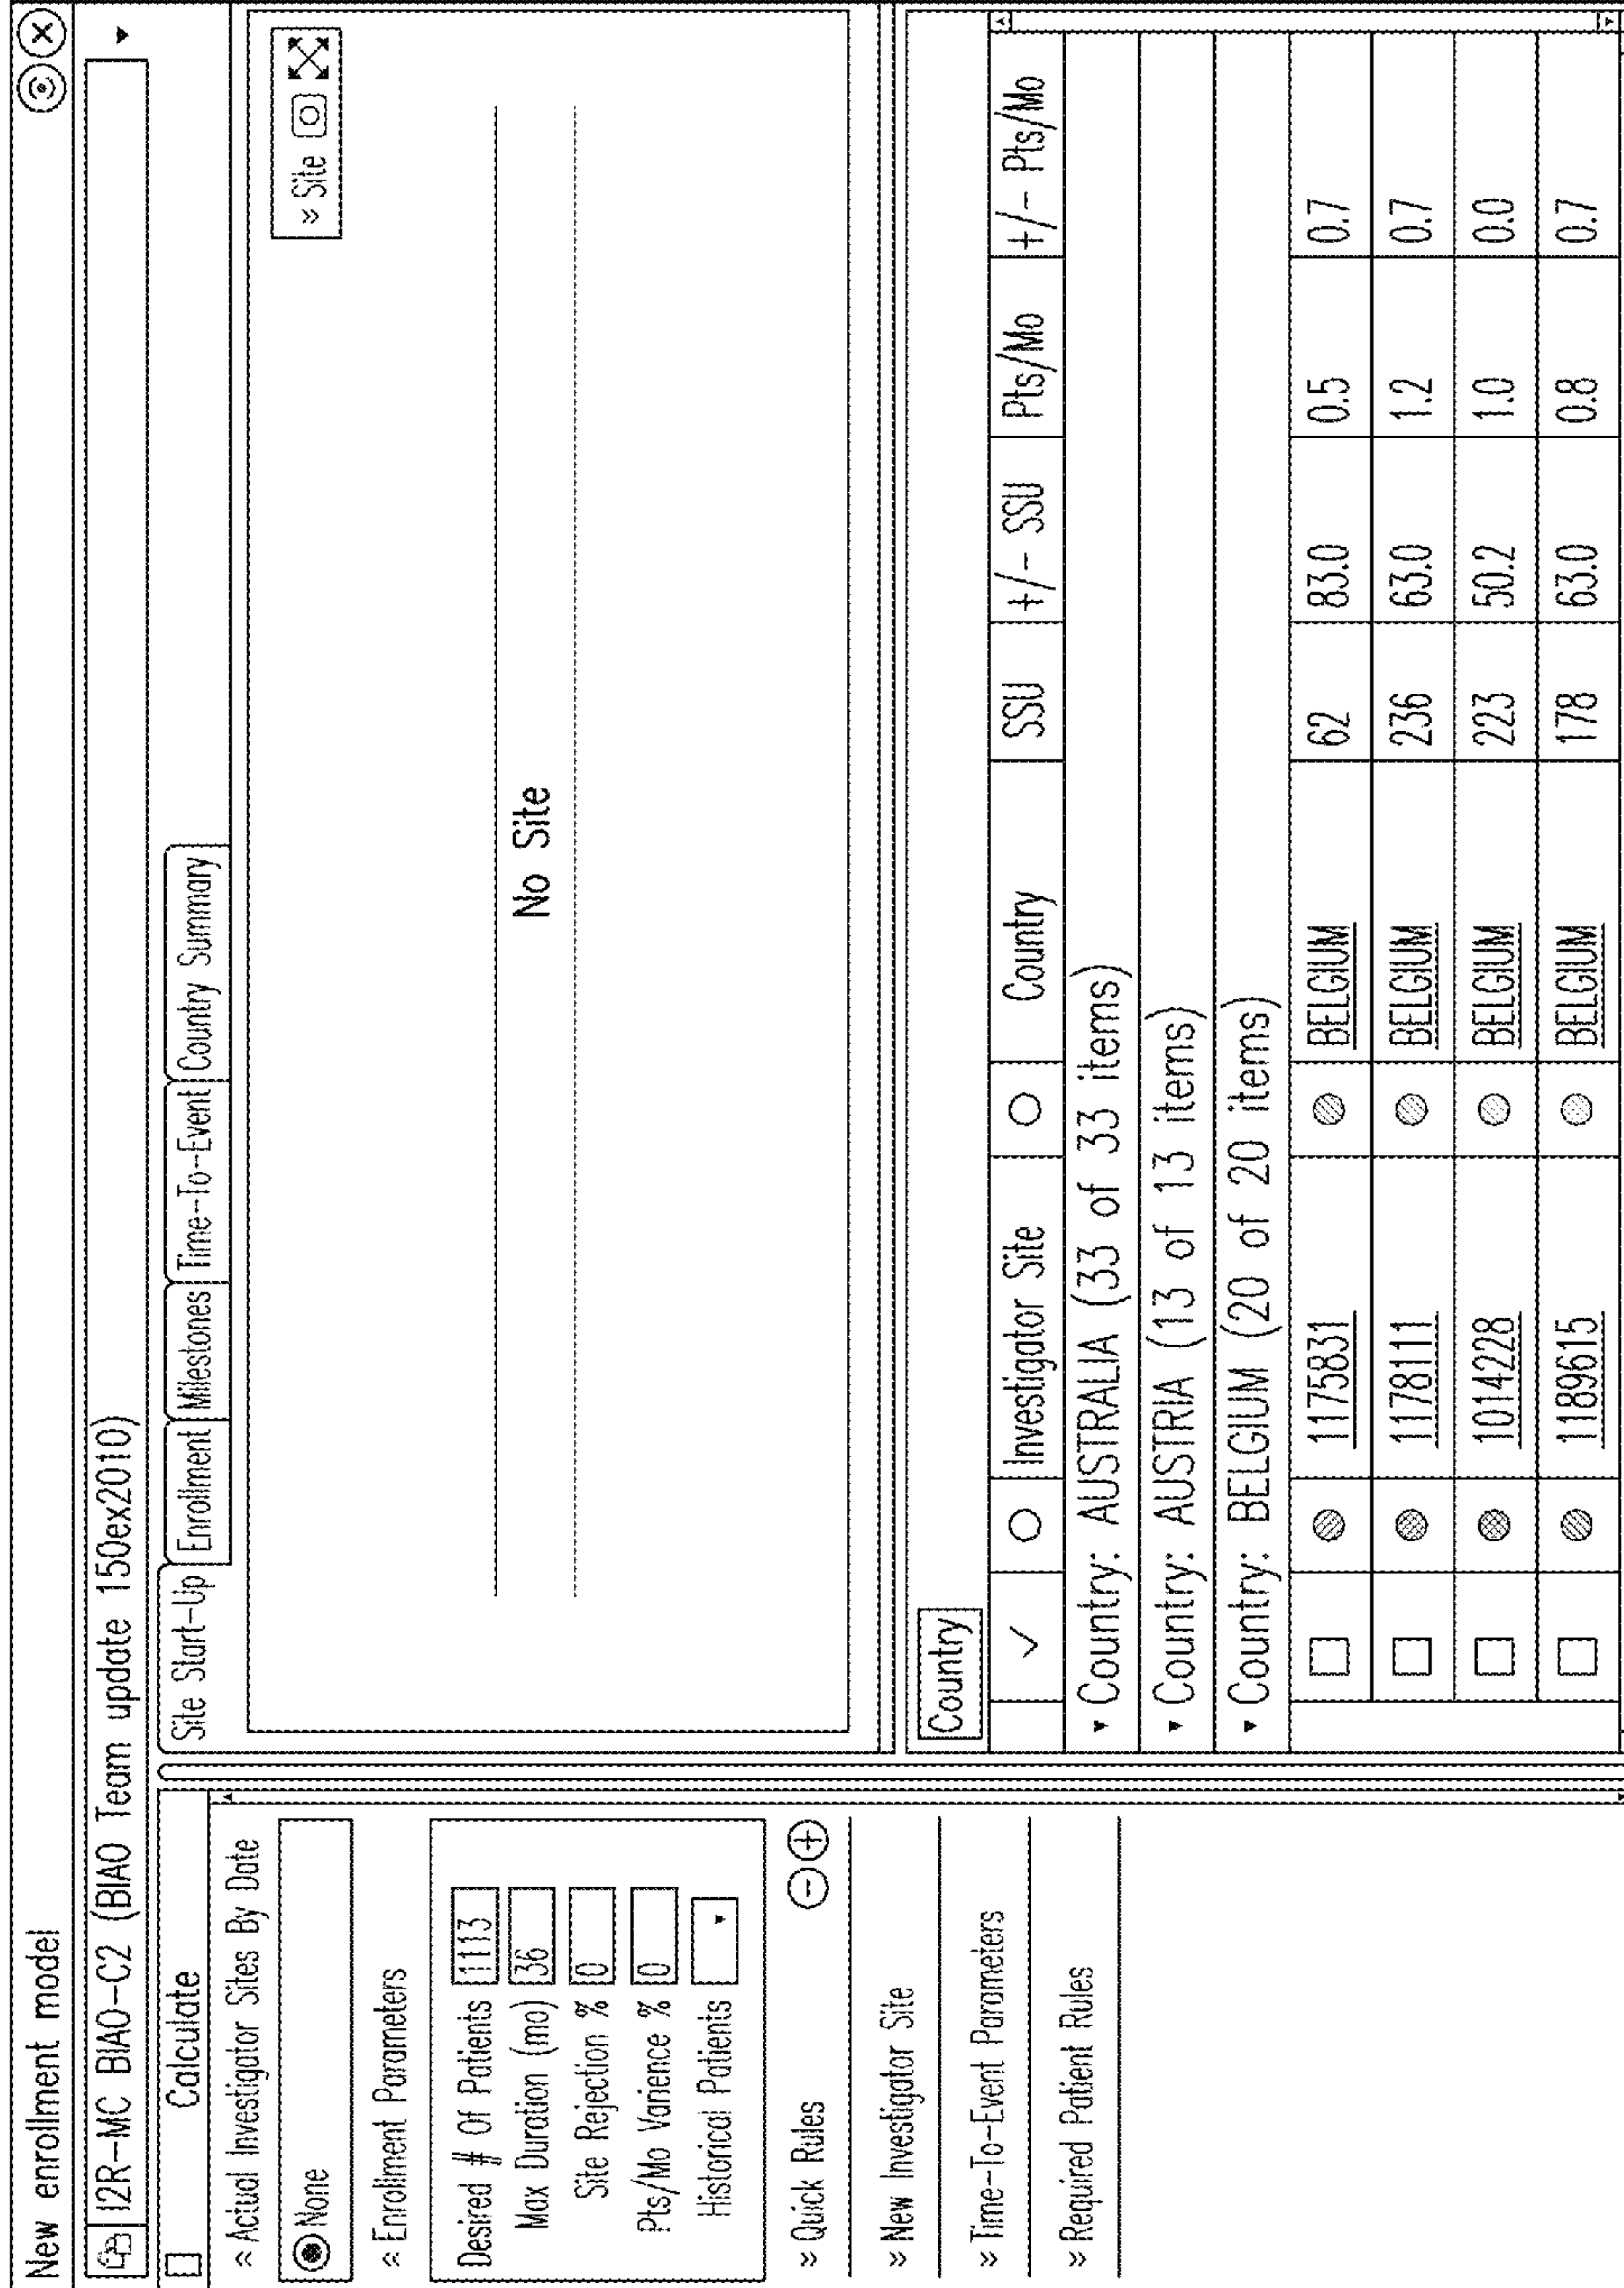 New enrollment model
I2R-MC BIAO-C2 (BIAO Team update 150ex2010)
Calculate
Actual Investigator Sites By Date
None
Enrollment Parameters
Desired # Of Patients 1113
Max Duration (mo) 36
Site Rejection % 0
Pts/Mo Varience % 0
Historical Patients
Quick Rules
New Investigator Site
Time-To-Event Parameters
Required Patient Rules
Site Start-Up Enrollment Milestones Time-To-Event Country Summary
Site
No Site
Country
Investigator Site Country SSU +/- SSU Pts/Mo +/- Pts/Mo
Country: AUSTRALIA (33 of 33 items)
Country: AUSTRIA (13 of 13 items)
Country: BELGIUM (20 of 20 items)
1175831 BELGIUM 62 83.0 0.5 0.7
1178111 BELGIUM 236 63.0 1.2 0.7
1014228 BELGIUM 223 50.2 1.0 0.0
1189615 BELGIUM 178 63.0 0.8 0.7